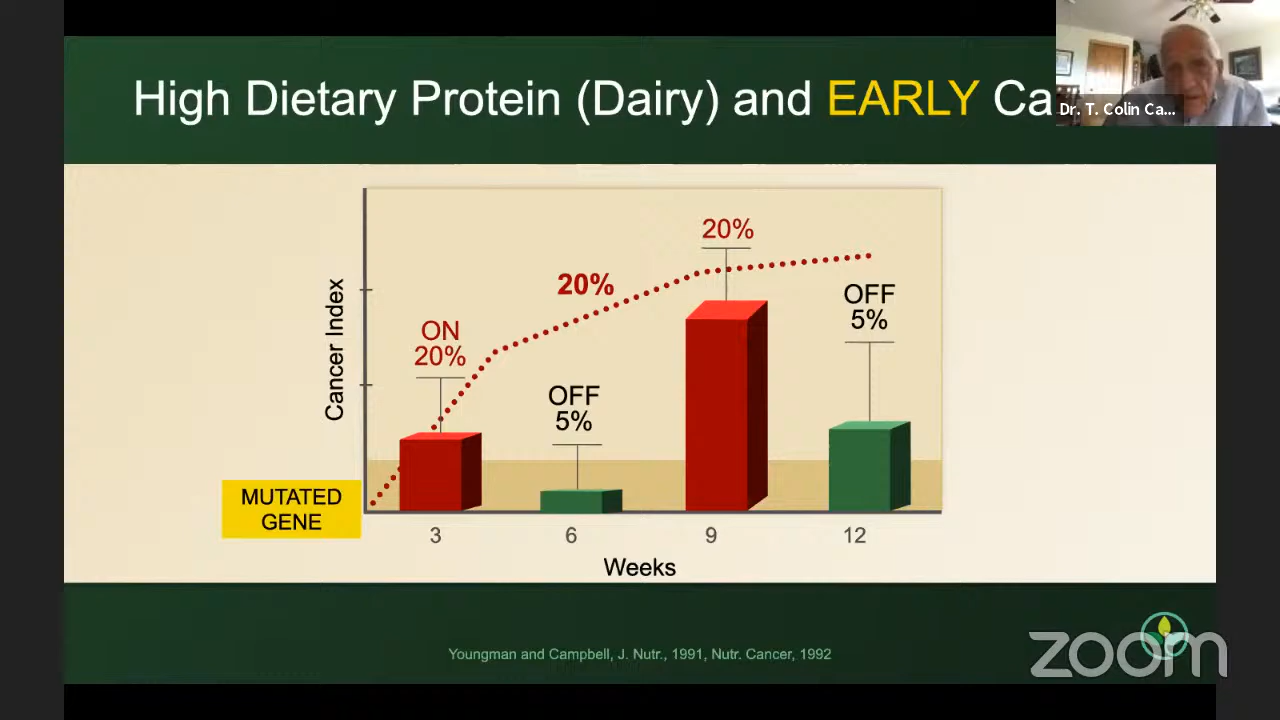 High Dietary Protein (Dairy) and EARLY Ca
Dr. T. Colin Ca...
20%
20%
OFF
5%
ON
20%
OFF
5%
Cancer Index
MUTATED
GENE
3 6 9 12
Weeks
Youngman and Campbell, J. Nutr., 1991, Nutr. Cancer, 1992
zoom